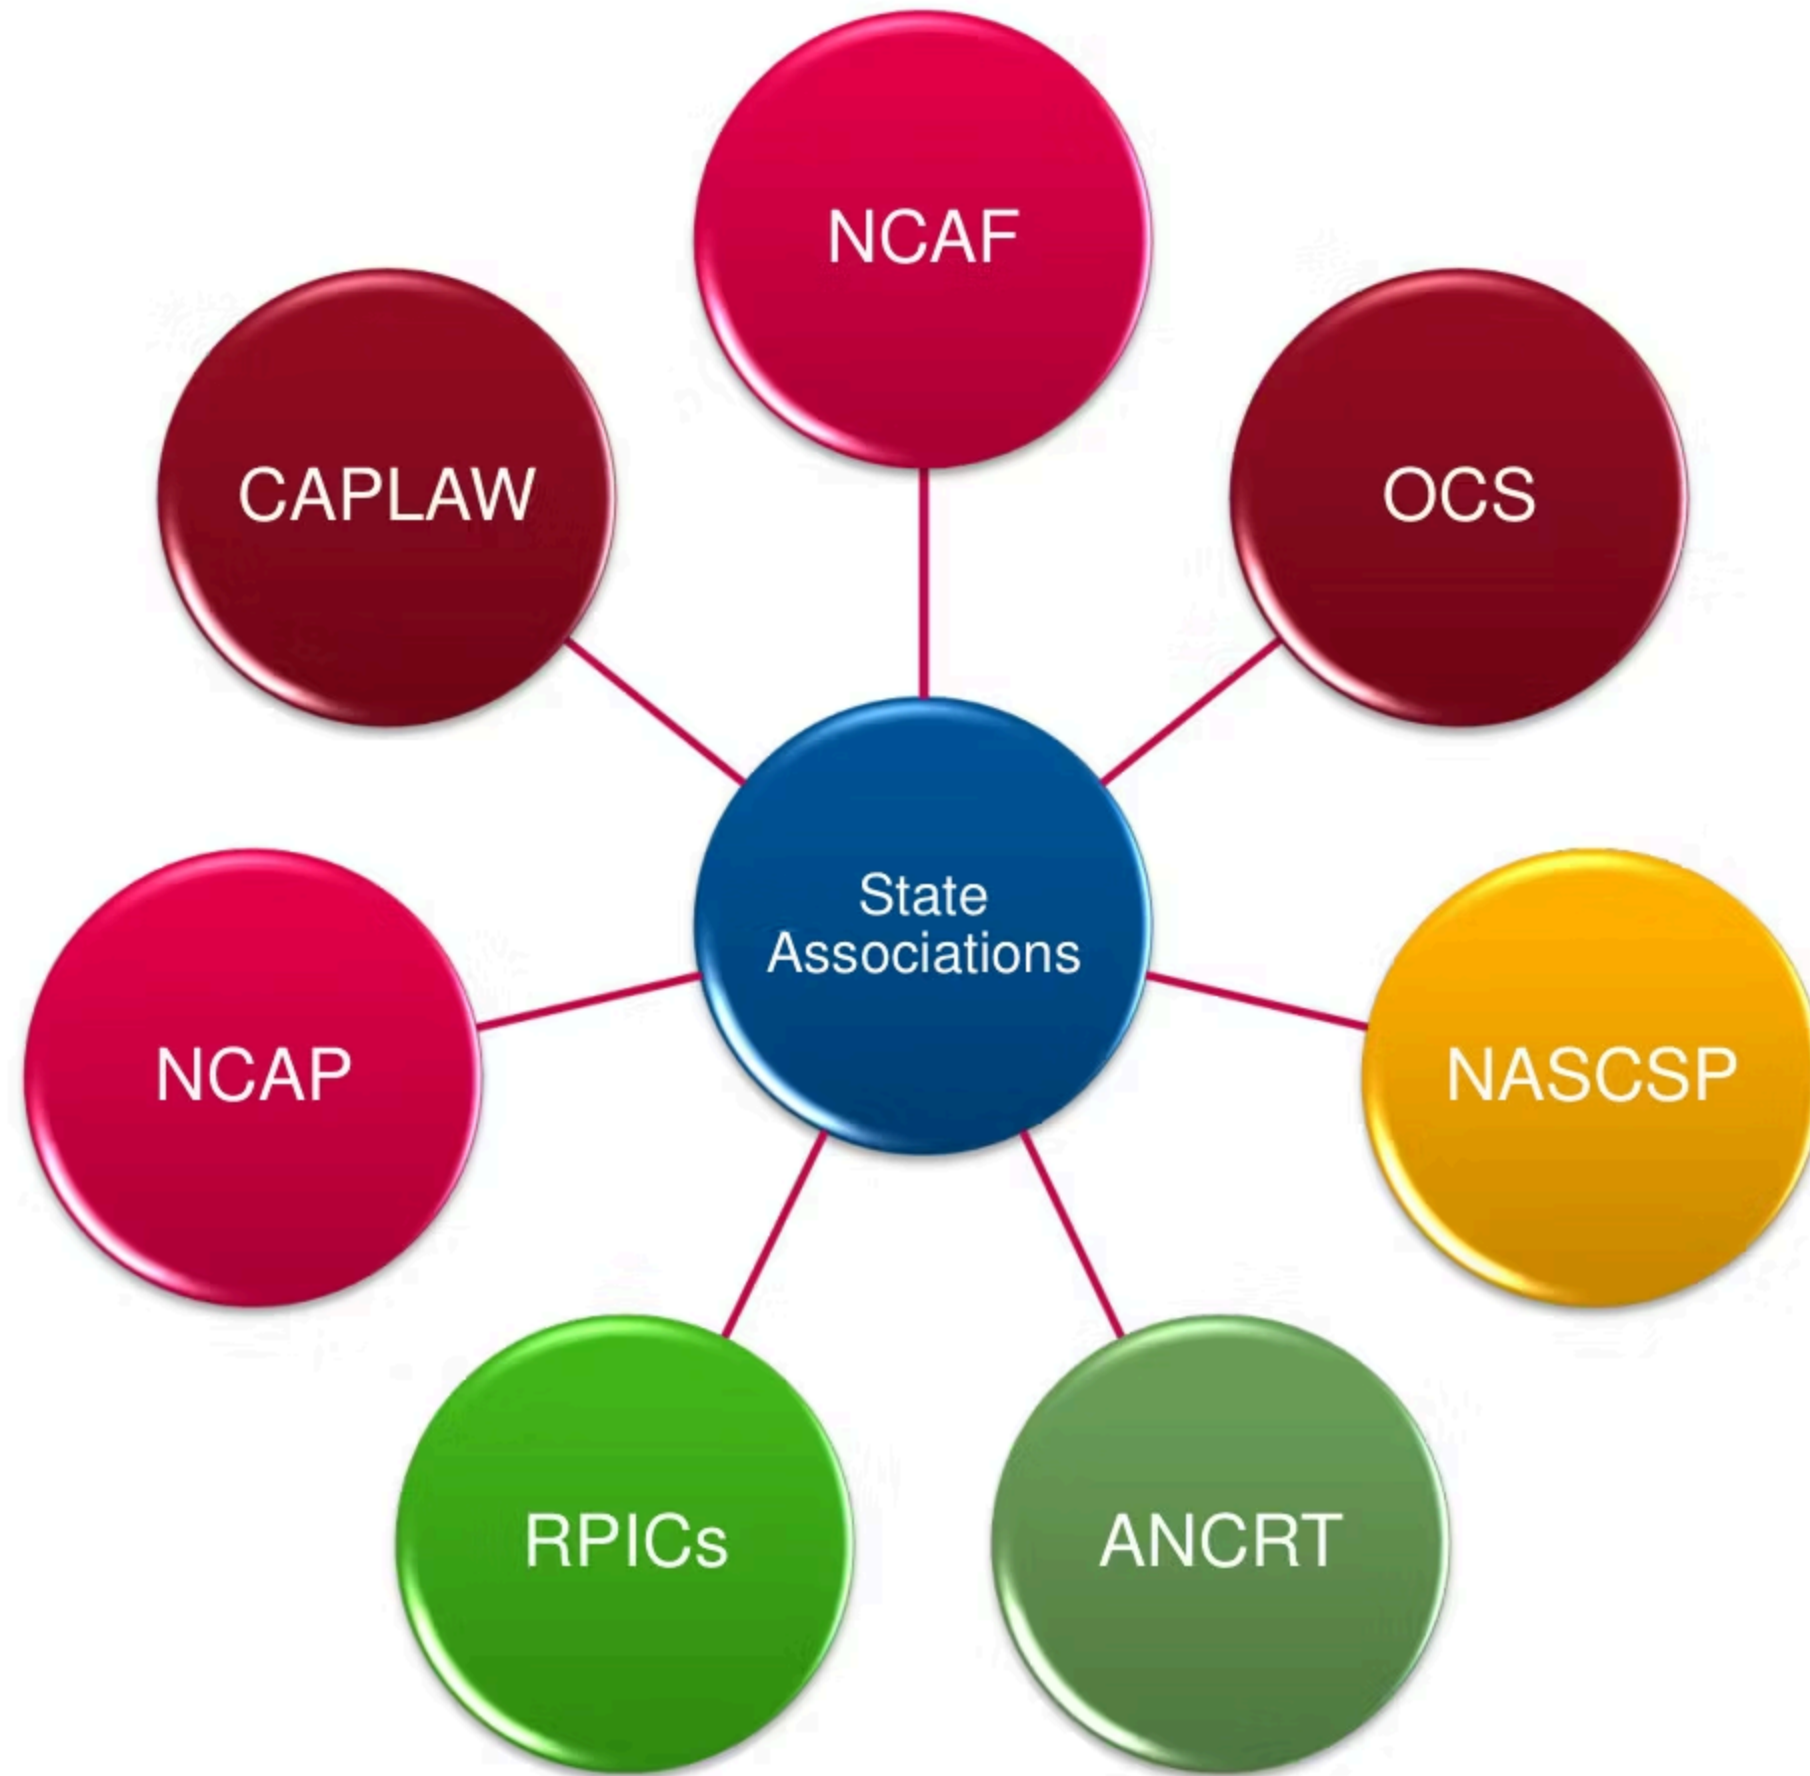 NCAF
CAPLAW
OCS
State
Associations
NCAP
NASCSP
RPICs
ANCRT